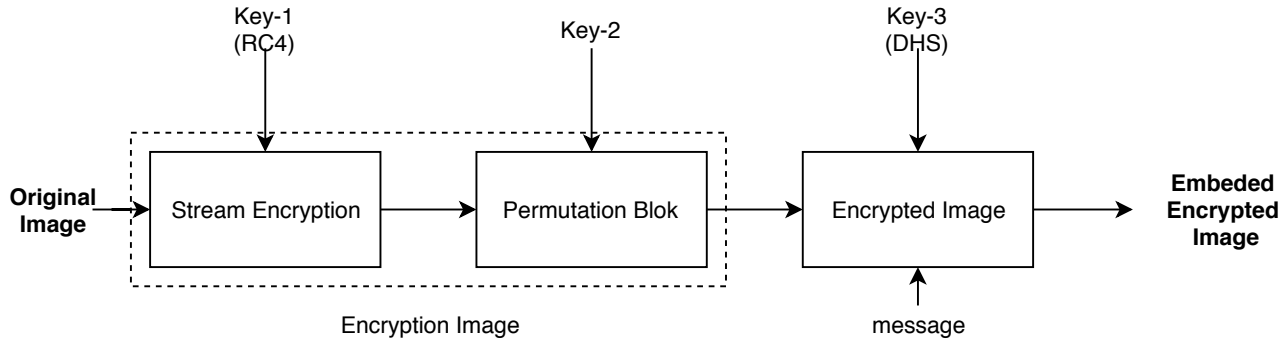 Key-1
(RC4)
Key-2
Key-3
(DHS)
Original
Image
Stream Encryption
Permutation Blok
Encrypted Image
Embeded
Encrypted
Image
Encryption Image
message